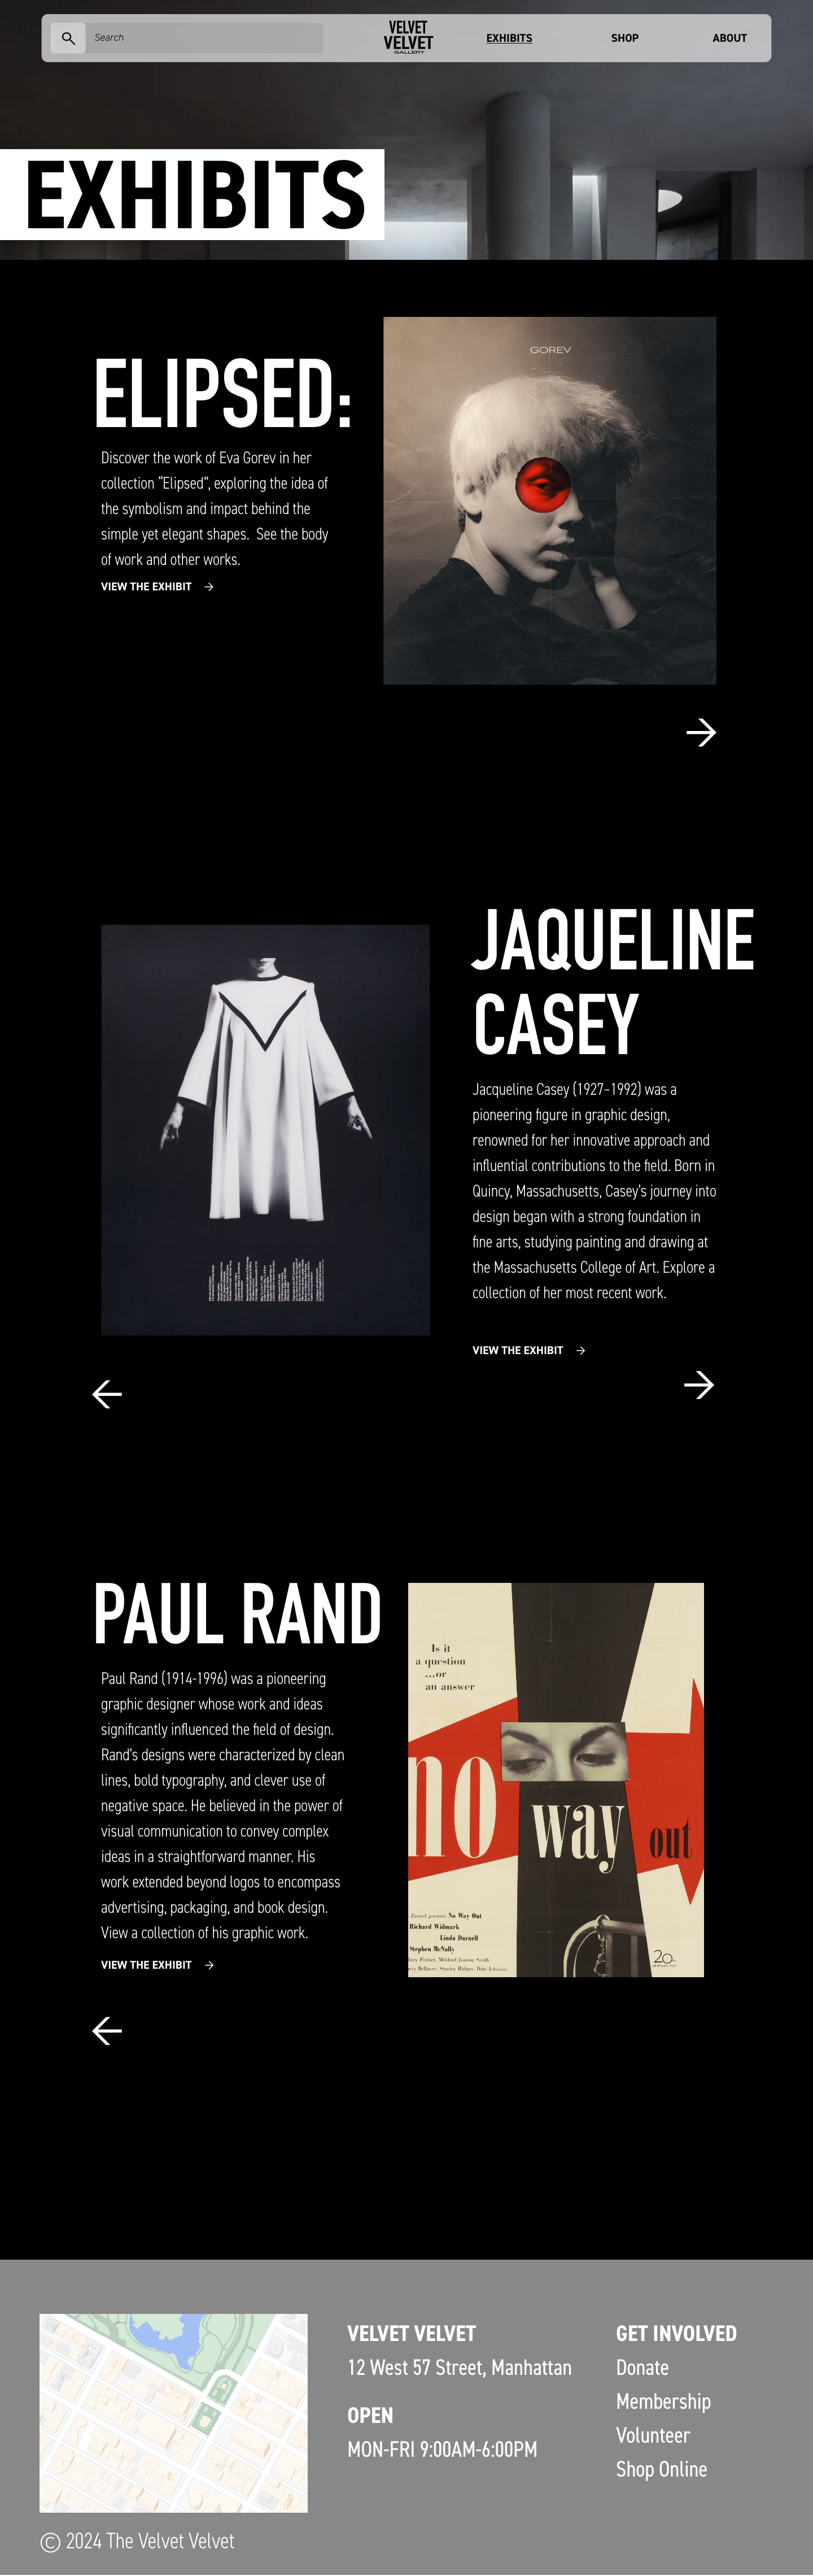 Search
VELVET
VELVET
GALLERY
EXHIBITS
SHOP
ABOUT
EXHIBITS
GOREV
ELIPSED:
Discover the work of Eva Gorev in her
collection “Elipsed”, exploring the idea of
the symbolism and impact behind the
simple yet elegant shapes.  See the body
of work and other works.
VIEW THE EXHIBIT
JAQUELINE
CASEY
Jacqueline Casey (1927–1992) was a
pioneering figure in graphic design,
renowned for her innovative approach and
influential contributions to the field. Born in
Quincy, Massachusetts, Casey's journey into
design began with a strong foundation in
fine arts, studying painting and drawing at
the Massachusetts College of Art. Explore a
collection of her most recent work.
VIEW THE EXHIBIT
PAUL RAND
Paul Rand (1914-1996) was a pioneering
graphic designer whose work and ideas
significantly influenced the field of design.
Rand's designs were characterized by clean
lines, bold typography, and clever use of
negative space. He believed in the power of
visual communication to convey complex
ideas in a straightforward manner. His
work extended beyond logos to encompass
advertising, packaging, and book design.
View a collection of his graphic work.
VIEW THE EXHIBIT
Is it
a question
...or
an answer
no
way
out
presents No Way Out
Richard Widmark
Linda Darnell
Stephen McNally
20
VELVET VELVET
12 West 57 Street, Manhattan
OPEN
MON-FRI 9:00AM-6:00PM
GET INVOLVED
Donate
Membership
Volunteer
Shop Online
© 2024 The Velvet Velvet